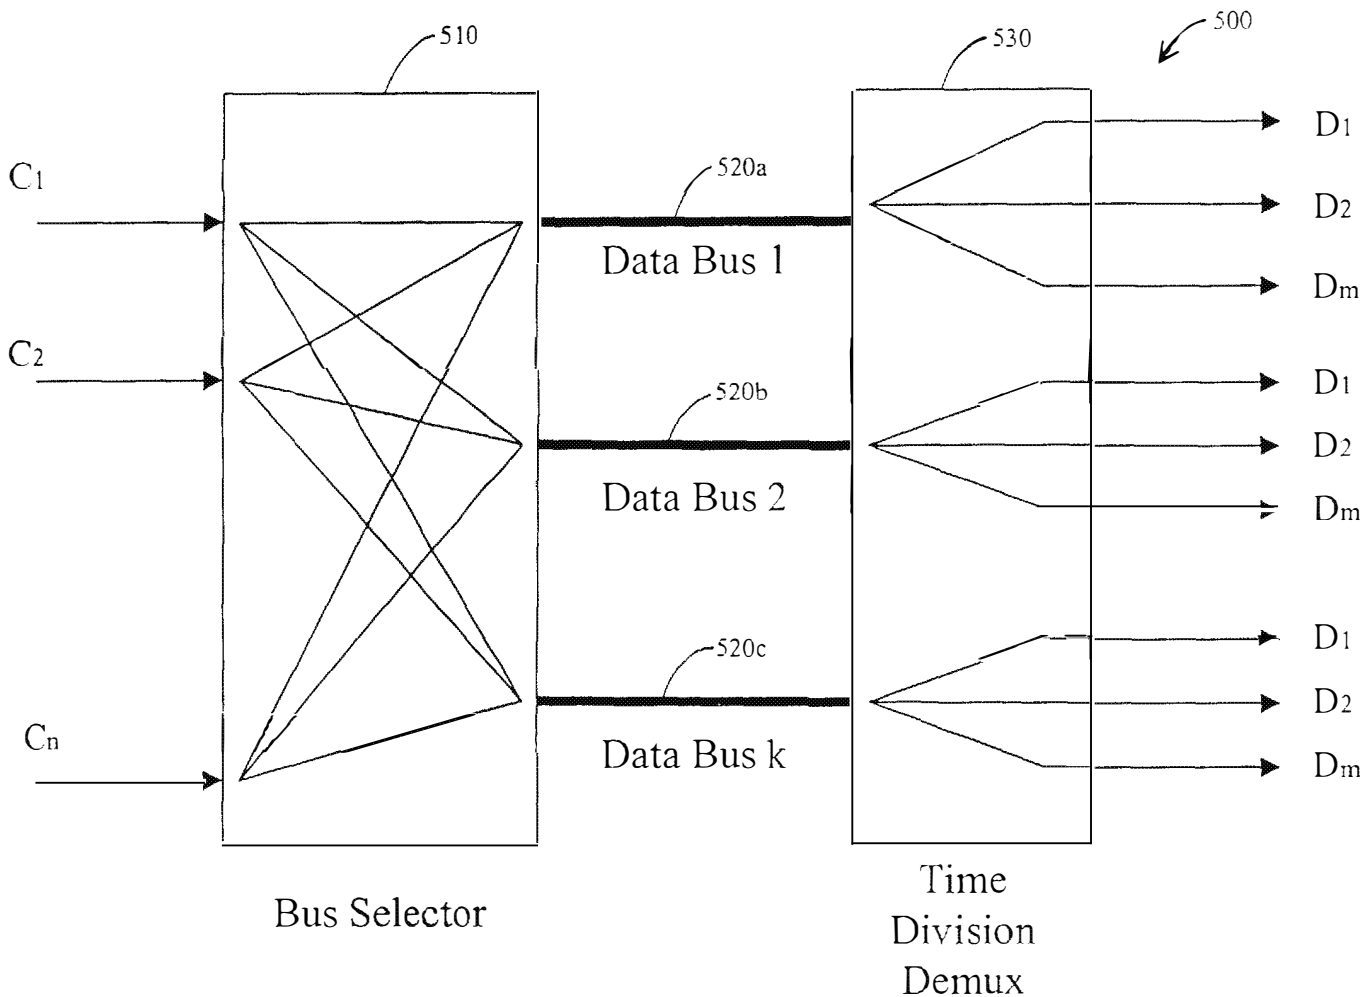 510
530
500
D1
C1
520a
D2
Data Bus 1
Dm
C2
D1
520b
D2
Data Bus 2
Dm
D1
520c
D2
Cn
Data Bus k
Dm
Bus Selector
Time
Division
Demux